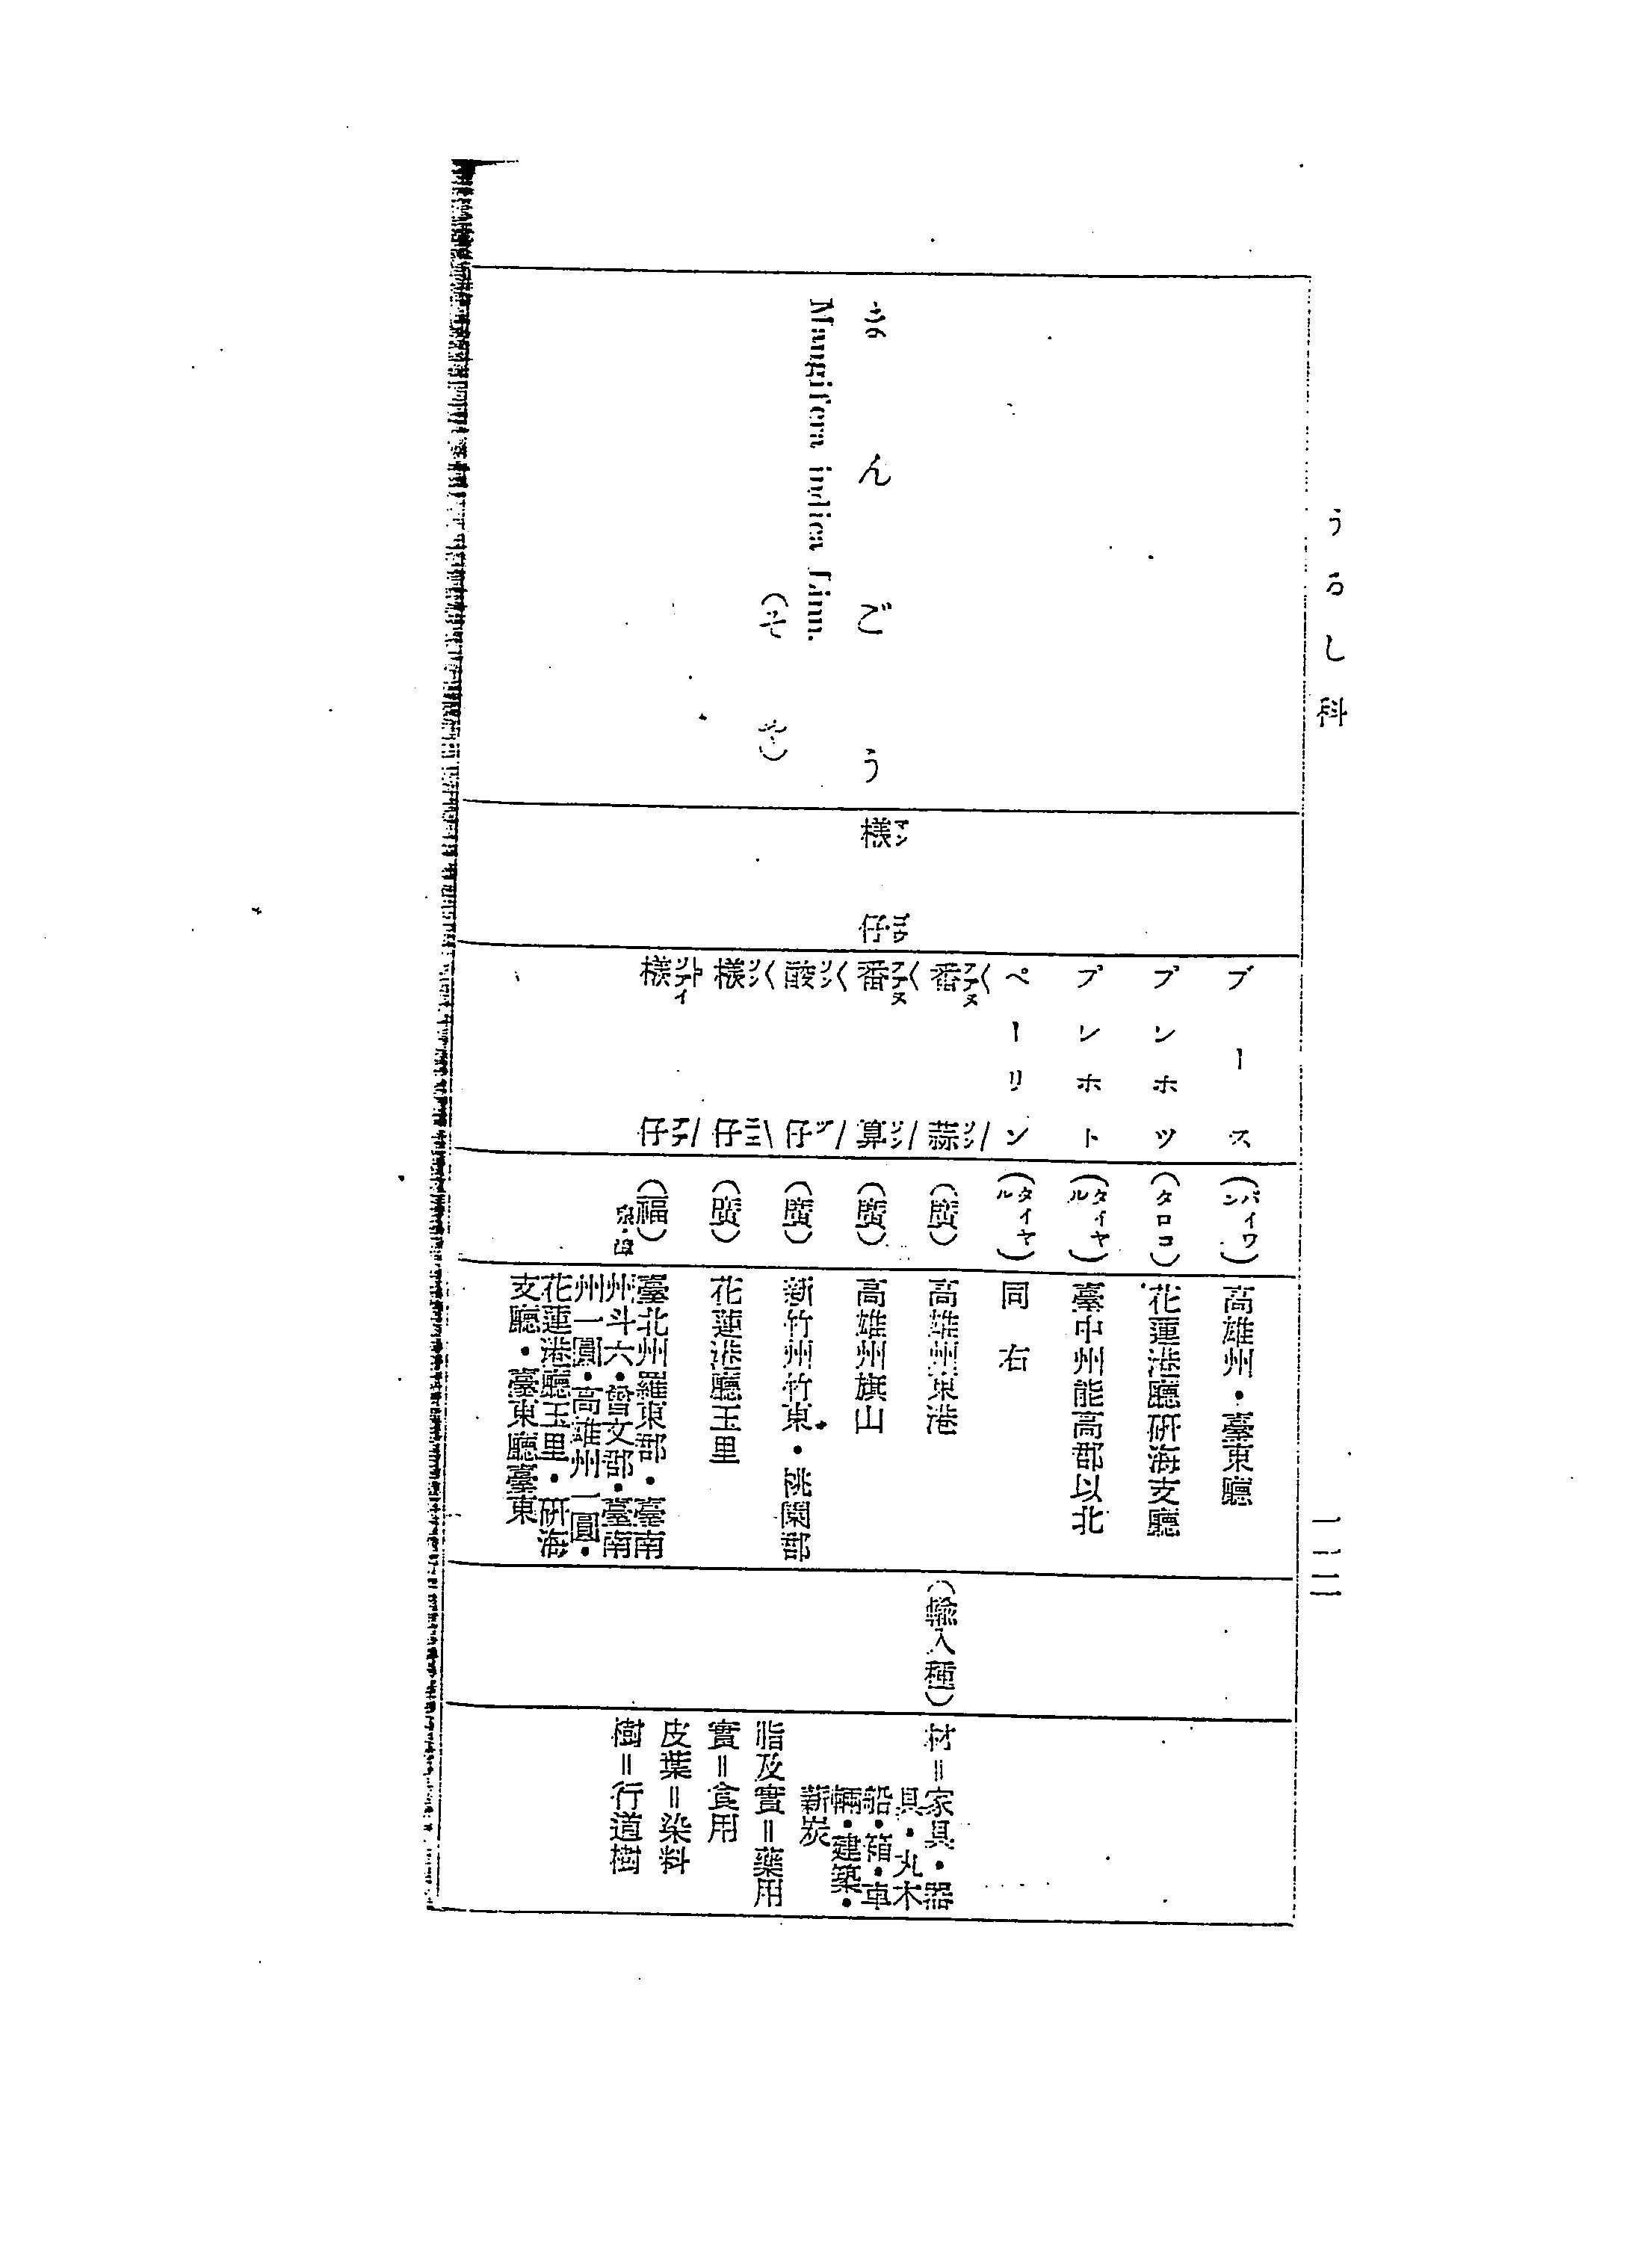 うるし科
一二二
ブース
(パイワン)
高雄州・臺東廳
ブンホツ
(タロコ)
花蓮港廳研海支廳
プレホト
(タイヤル)
臺中州能高郡以北
ペーリン
(タイヤル)
同右
番蒜
(廣)
高雄州東港
番算
(廣)
高雄州旗山
酸仔
(廣)
新竹州竹東・桃園郡
檨仔
(廣)
花蓮港廳玉里
檨仔
(福)
臺北州羅東郡・臺南
州斗六・曾文郡・臺南
州一圓・高雄州一圓・
花蓮港廳玉里・研海
支廳・臺東廳臺東
まんごう
Mangifera indica Linn.
檨仔
(輸入種)
材=家具・器
具・丸木
船・箱・車
輛・建築・
薪炭
脂及實=藥用
實=食用
皮葉=染料
樹=行道樹